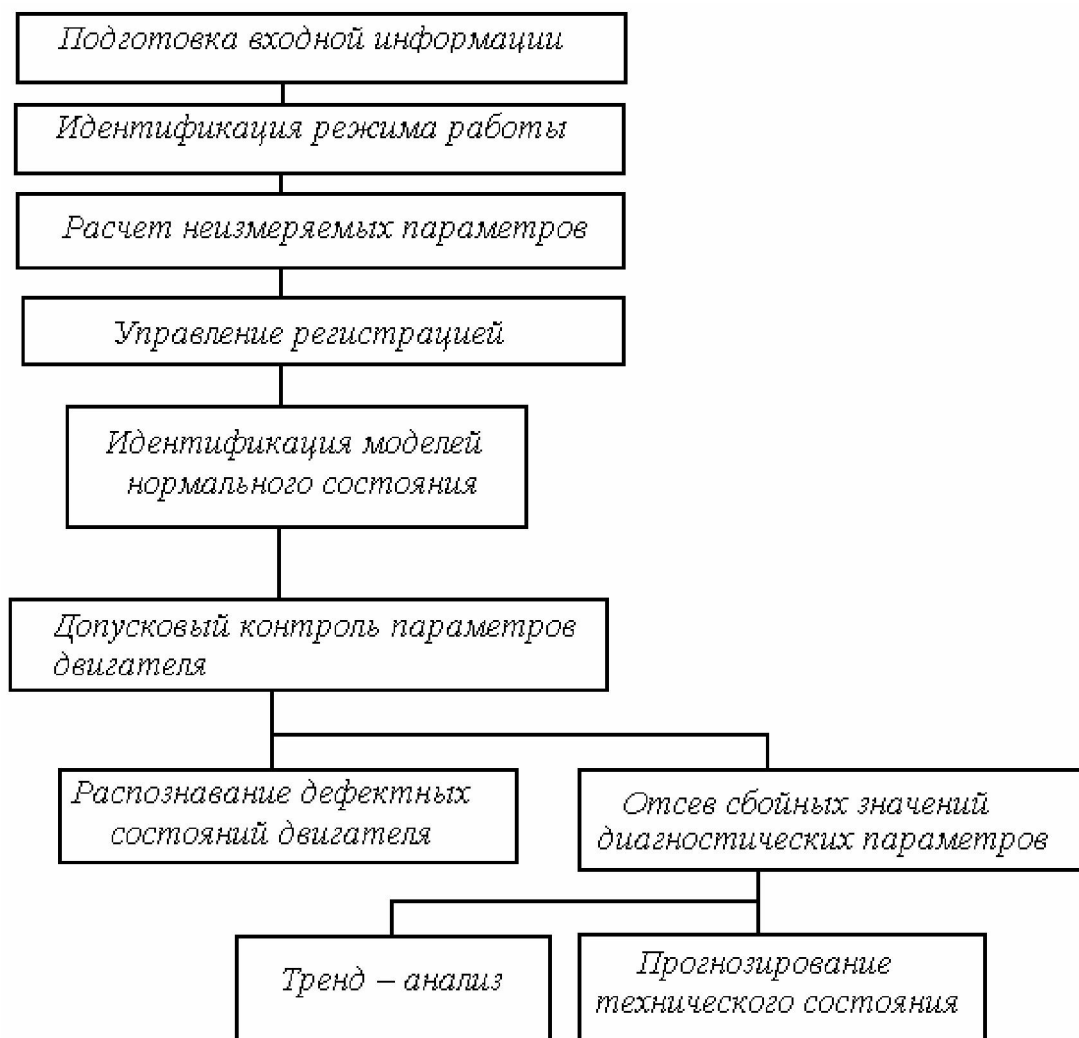 Подготовка входной информации
Идентификация режима работы
Расчет неизмеряемых параметров
Управление регистрацией
Идентификация моделей
нормального состояния
Допусковый контроль параметров
двигателя
Распознавание дефектных
состояний двигателя
Отсев сбойных значений
диагностических параметров
Тренд – анализ
Прогнозирование
технического состояния